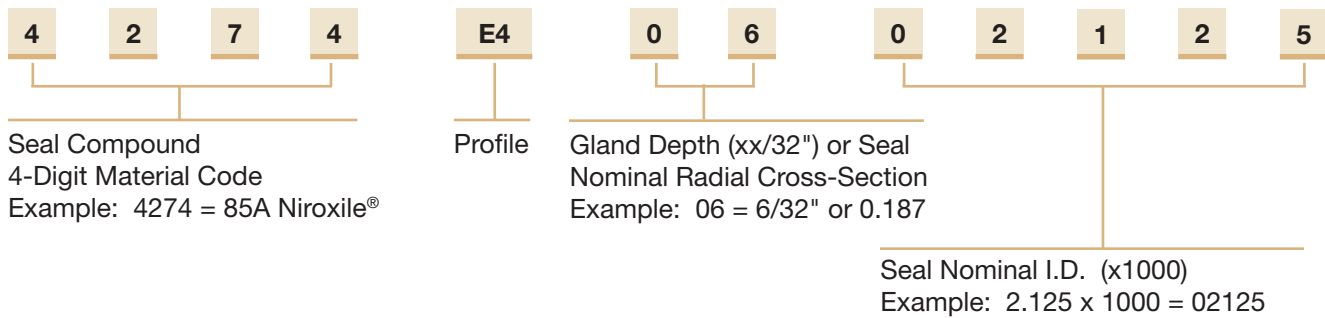 4 2 7 4 E4 0 6 0 2 1 2 5
Seal Compound
4-Digit Material Code
Example: 4274 = 85A Niroxile®
Profile
Gland Depth (xx/32") or Seal
Nominal Radial Cross-Section
Example: 06 = 6/32" or 0.187
Seal Nominal I.D. (x1000)
Example: 2.125 x 1000 = 02125